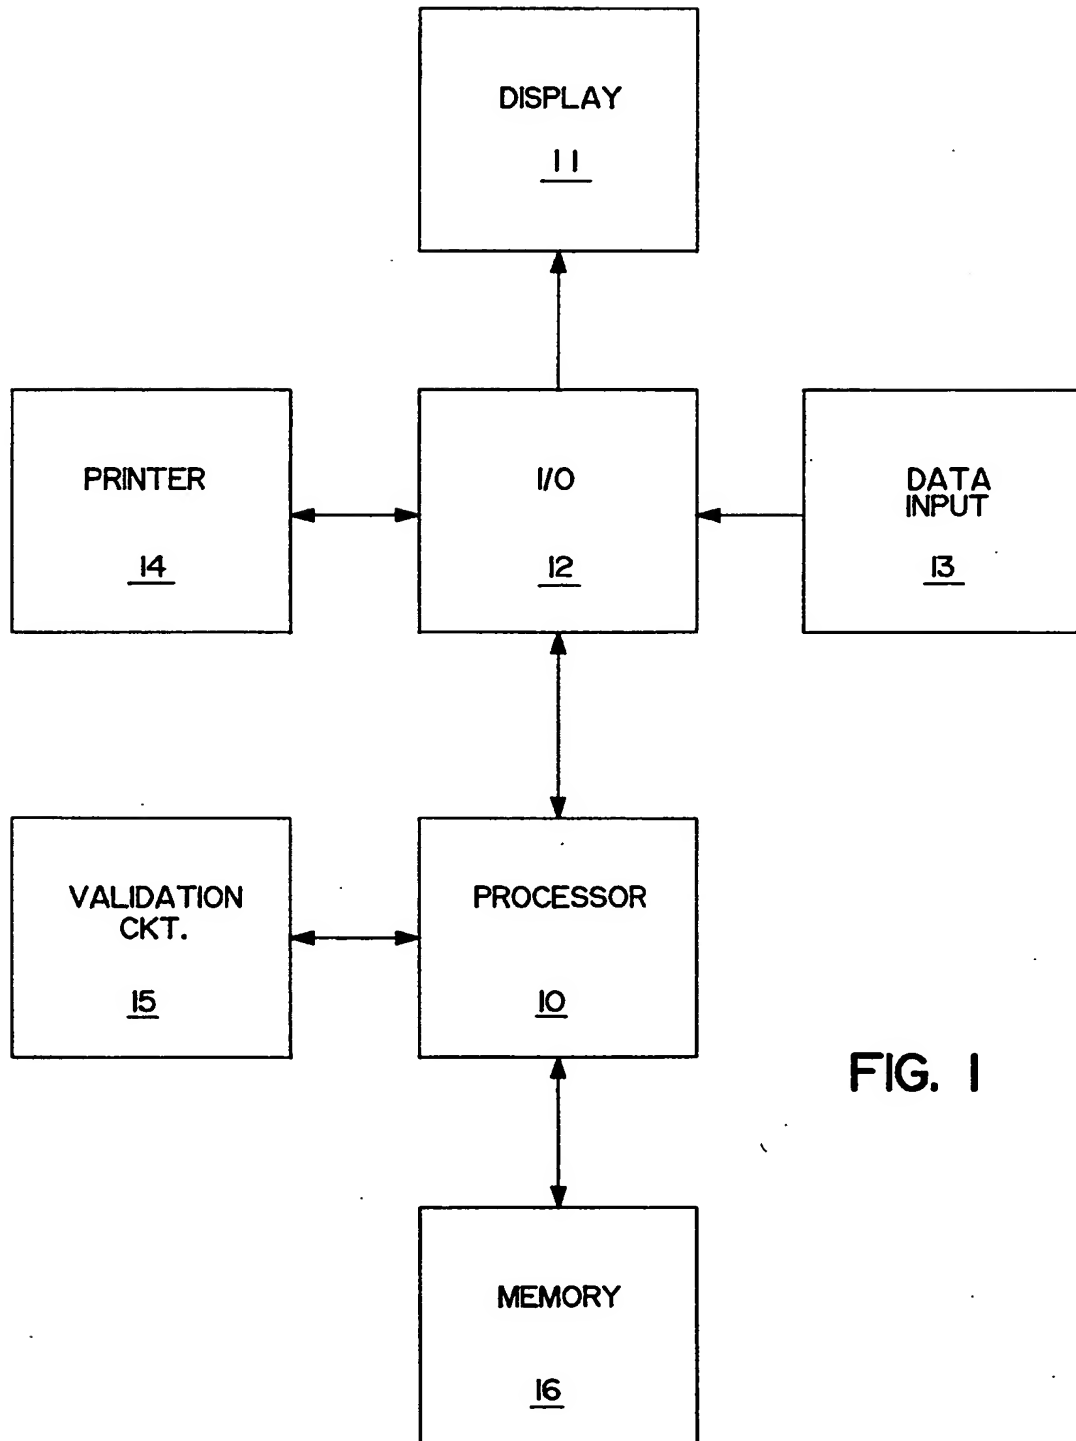 DISPLAY
11
PRINTER
14
I/O
12
DATA
INPUT
13
VALIDATION
CKT.
15
PROCESSOR
10
FIG. 1
MEMORY
16